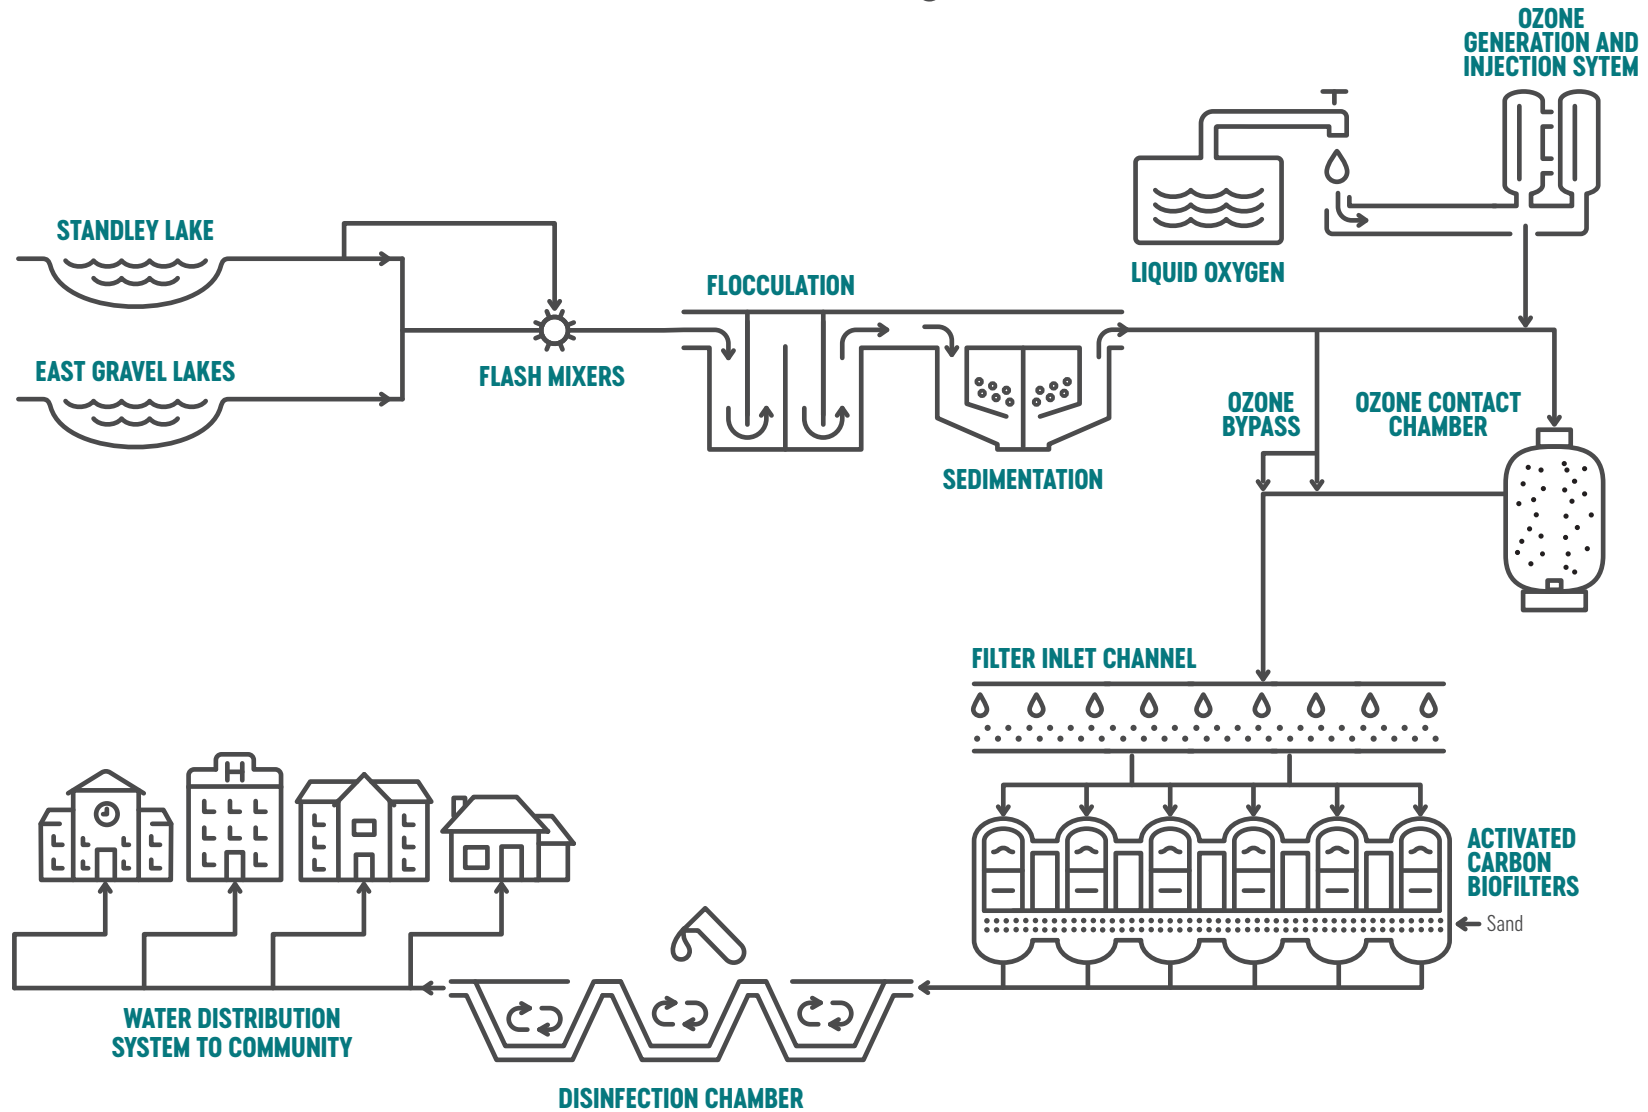 OZONE
GENERATION AND
INJECTION SYTEM
STANDLEY LAKE
LIQUID OXYGEN
FLOCCULATION
EAST GRAVEL LAKES
FLASH MIXERS
OZONE
BYPASS
OZONE CONTACT
CHAMBER
SEDIMENTATION
FILTER INLET CHANNEL
H
ACTIVATED
CARBON
BIOFILTERS
Sand
WATER DISTRIBUTION
SYSTEM TO COMMUNITY
DISINFECTION CHAMBER